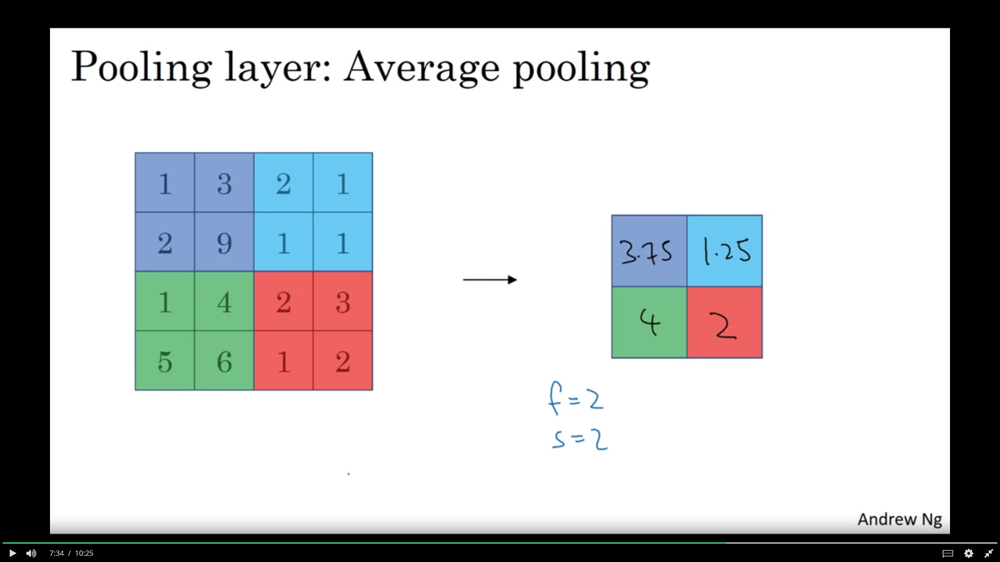 Pooling layer: Average pooling
1 3 2 1
2 9 1 1
1 4 2 3
5 6 1 2
3.75 1.25
4 2
f=2
s=2
Andrew Ng
7:34 / 10:25